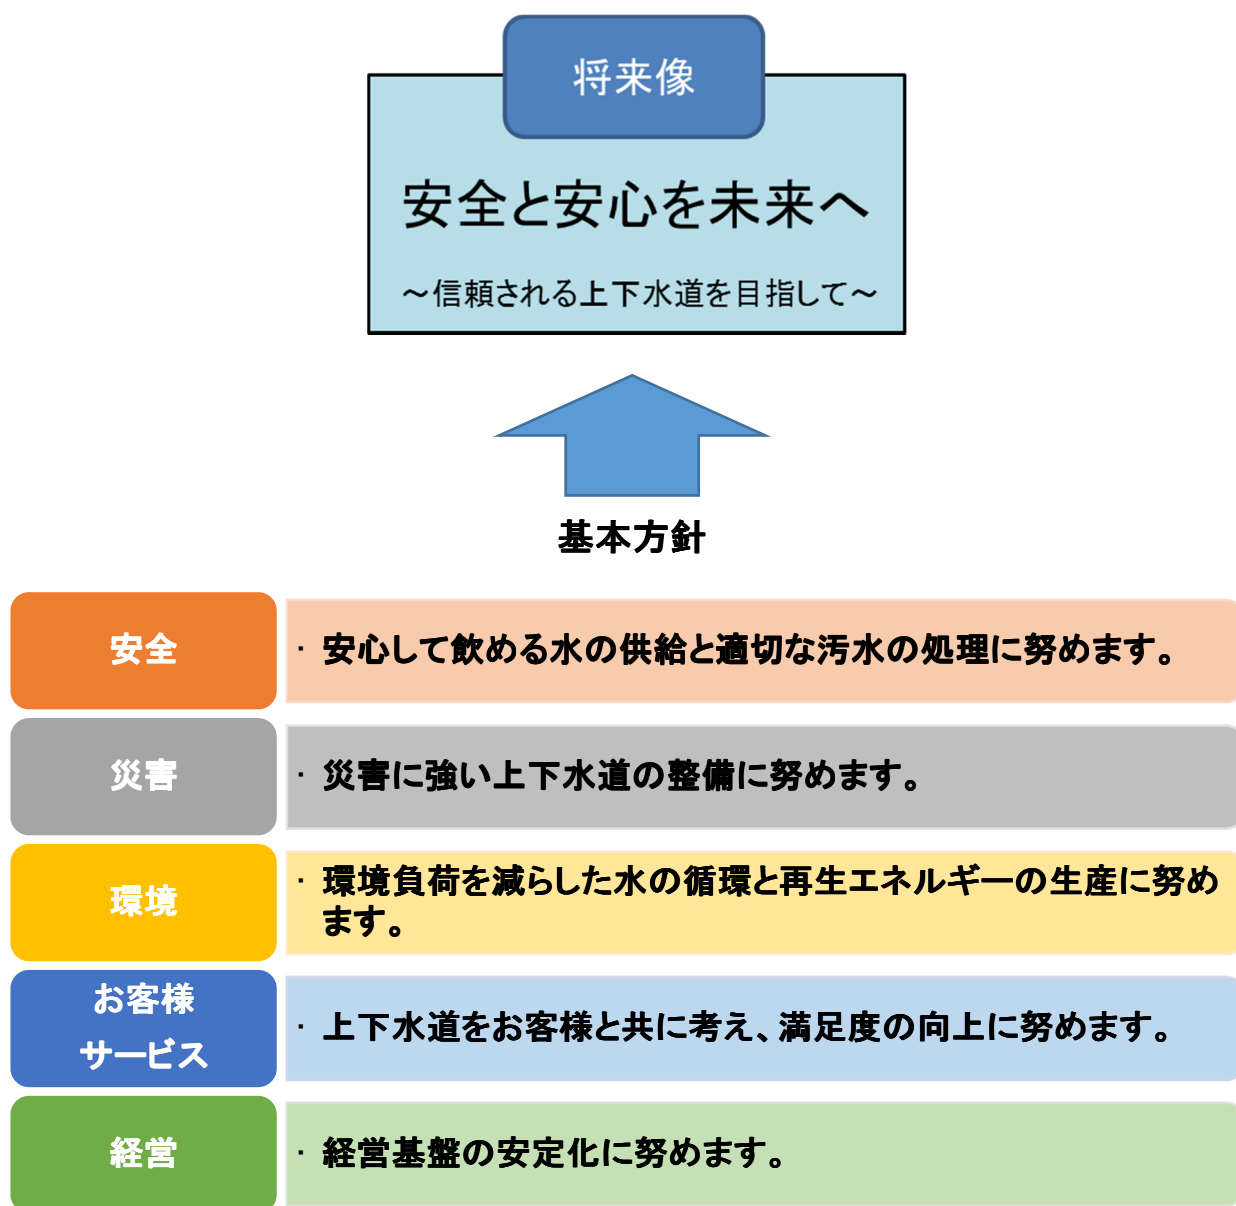 将来像
安全と安心を未来へ
～信頼される上下水道を目指して～
基本方針
安全
・安心して飲める水の供給と適切な汚水の処理に努めます。
災害
・災害に強い上下水道の整備に努めます。
環境
・環境負荷を減らした水の循環と再生エネルギーの生産に努め
ます。
お客様
サービス
・上下水道をお客様と共に考え、満足度の向上に努めます。
経営
・経営基盤の安定化に努めます。